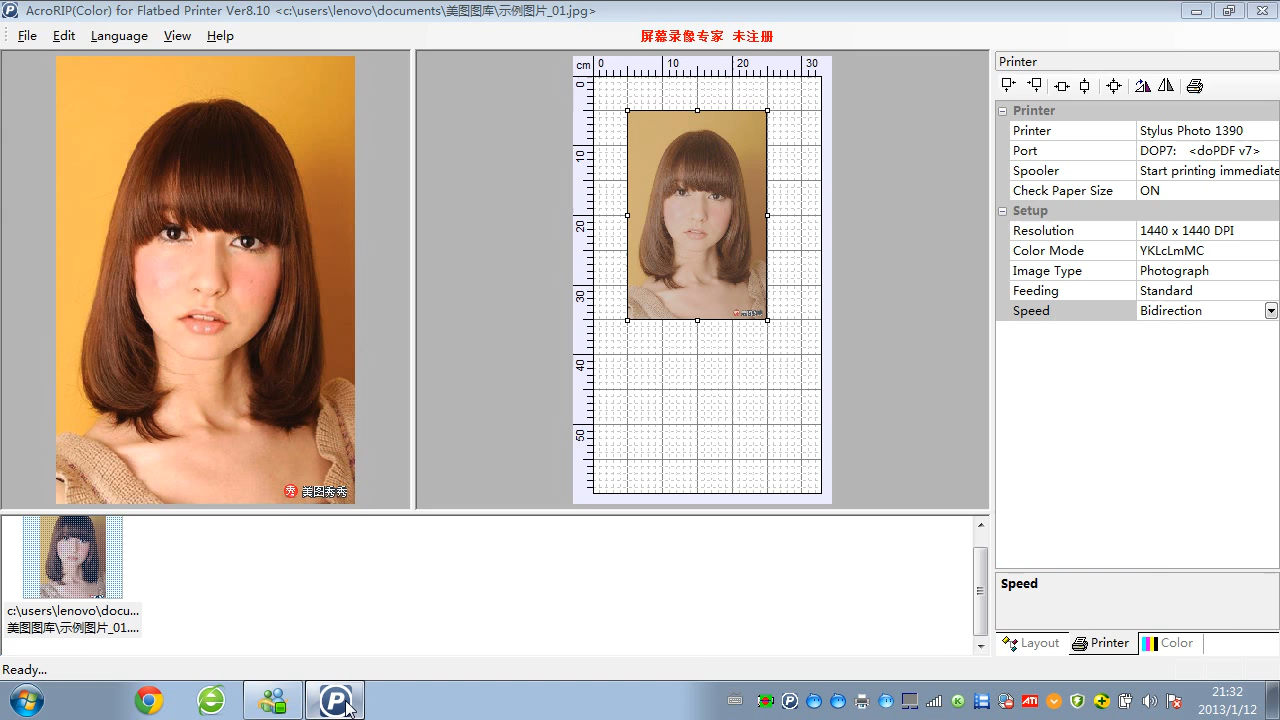 AcroRIP(Color) for Flatbed Printer Ver8.10 <c:\users\lenovo\documents\美图图库\示例图片_01.jpg>
File Edit Language View Help
屏幕录像专家 未注册
cm 0 10 20 30
0
10
20
30
40
50
美图秀秀
Printer
Printer
Printer Stylus Photo 1390
Port DOP7: <doPDF v7>
Spooler Start printing immediate
Check Paper Size ON
Setup
Resolution 1440 x 1440 DPI
Color Mode YKLcLmMC
Image Type Photograph
Feeding Standard
Speed Bidirection
Speed
Layout Printer Color
c:\users\lenovo\docu...
美图图库\示例图片_01....
Ready...
ATI
21:32
2013/1/12